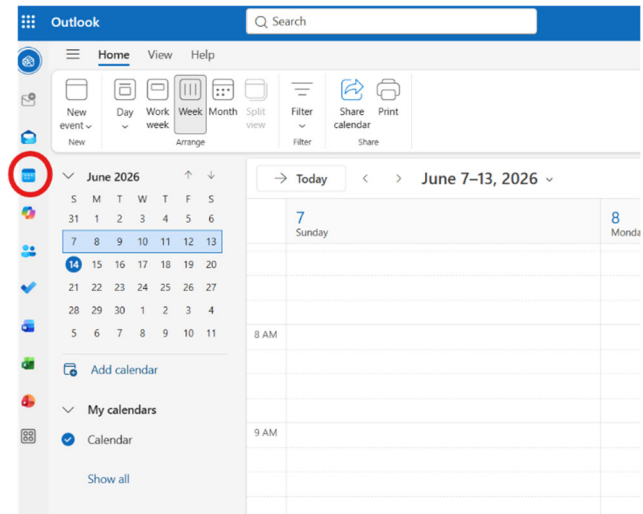 Outlook
Search
Home View Help
New event
Day
Work week
Week
Month
Split view
Filter
Share calendar
Print
New
Arrange
Filter
Share
June 2026
S M T W T F S
31 1 2 3 4 5 6
7 8 9 10 11 12 13
14 15 16 17 18 19 20
21 22 23 24 25 26 27
28 29 30 1 2 3 4
5 6 7 8 9 10 11
Add calendar
My calendars
Calendar
Show all
Today
June 7–13, 2026
7
Sunday
8
Monda
8 AM
9 AM